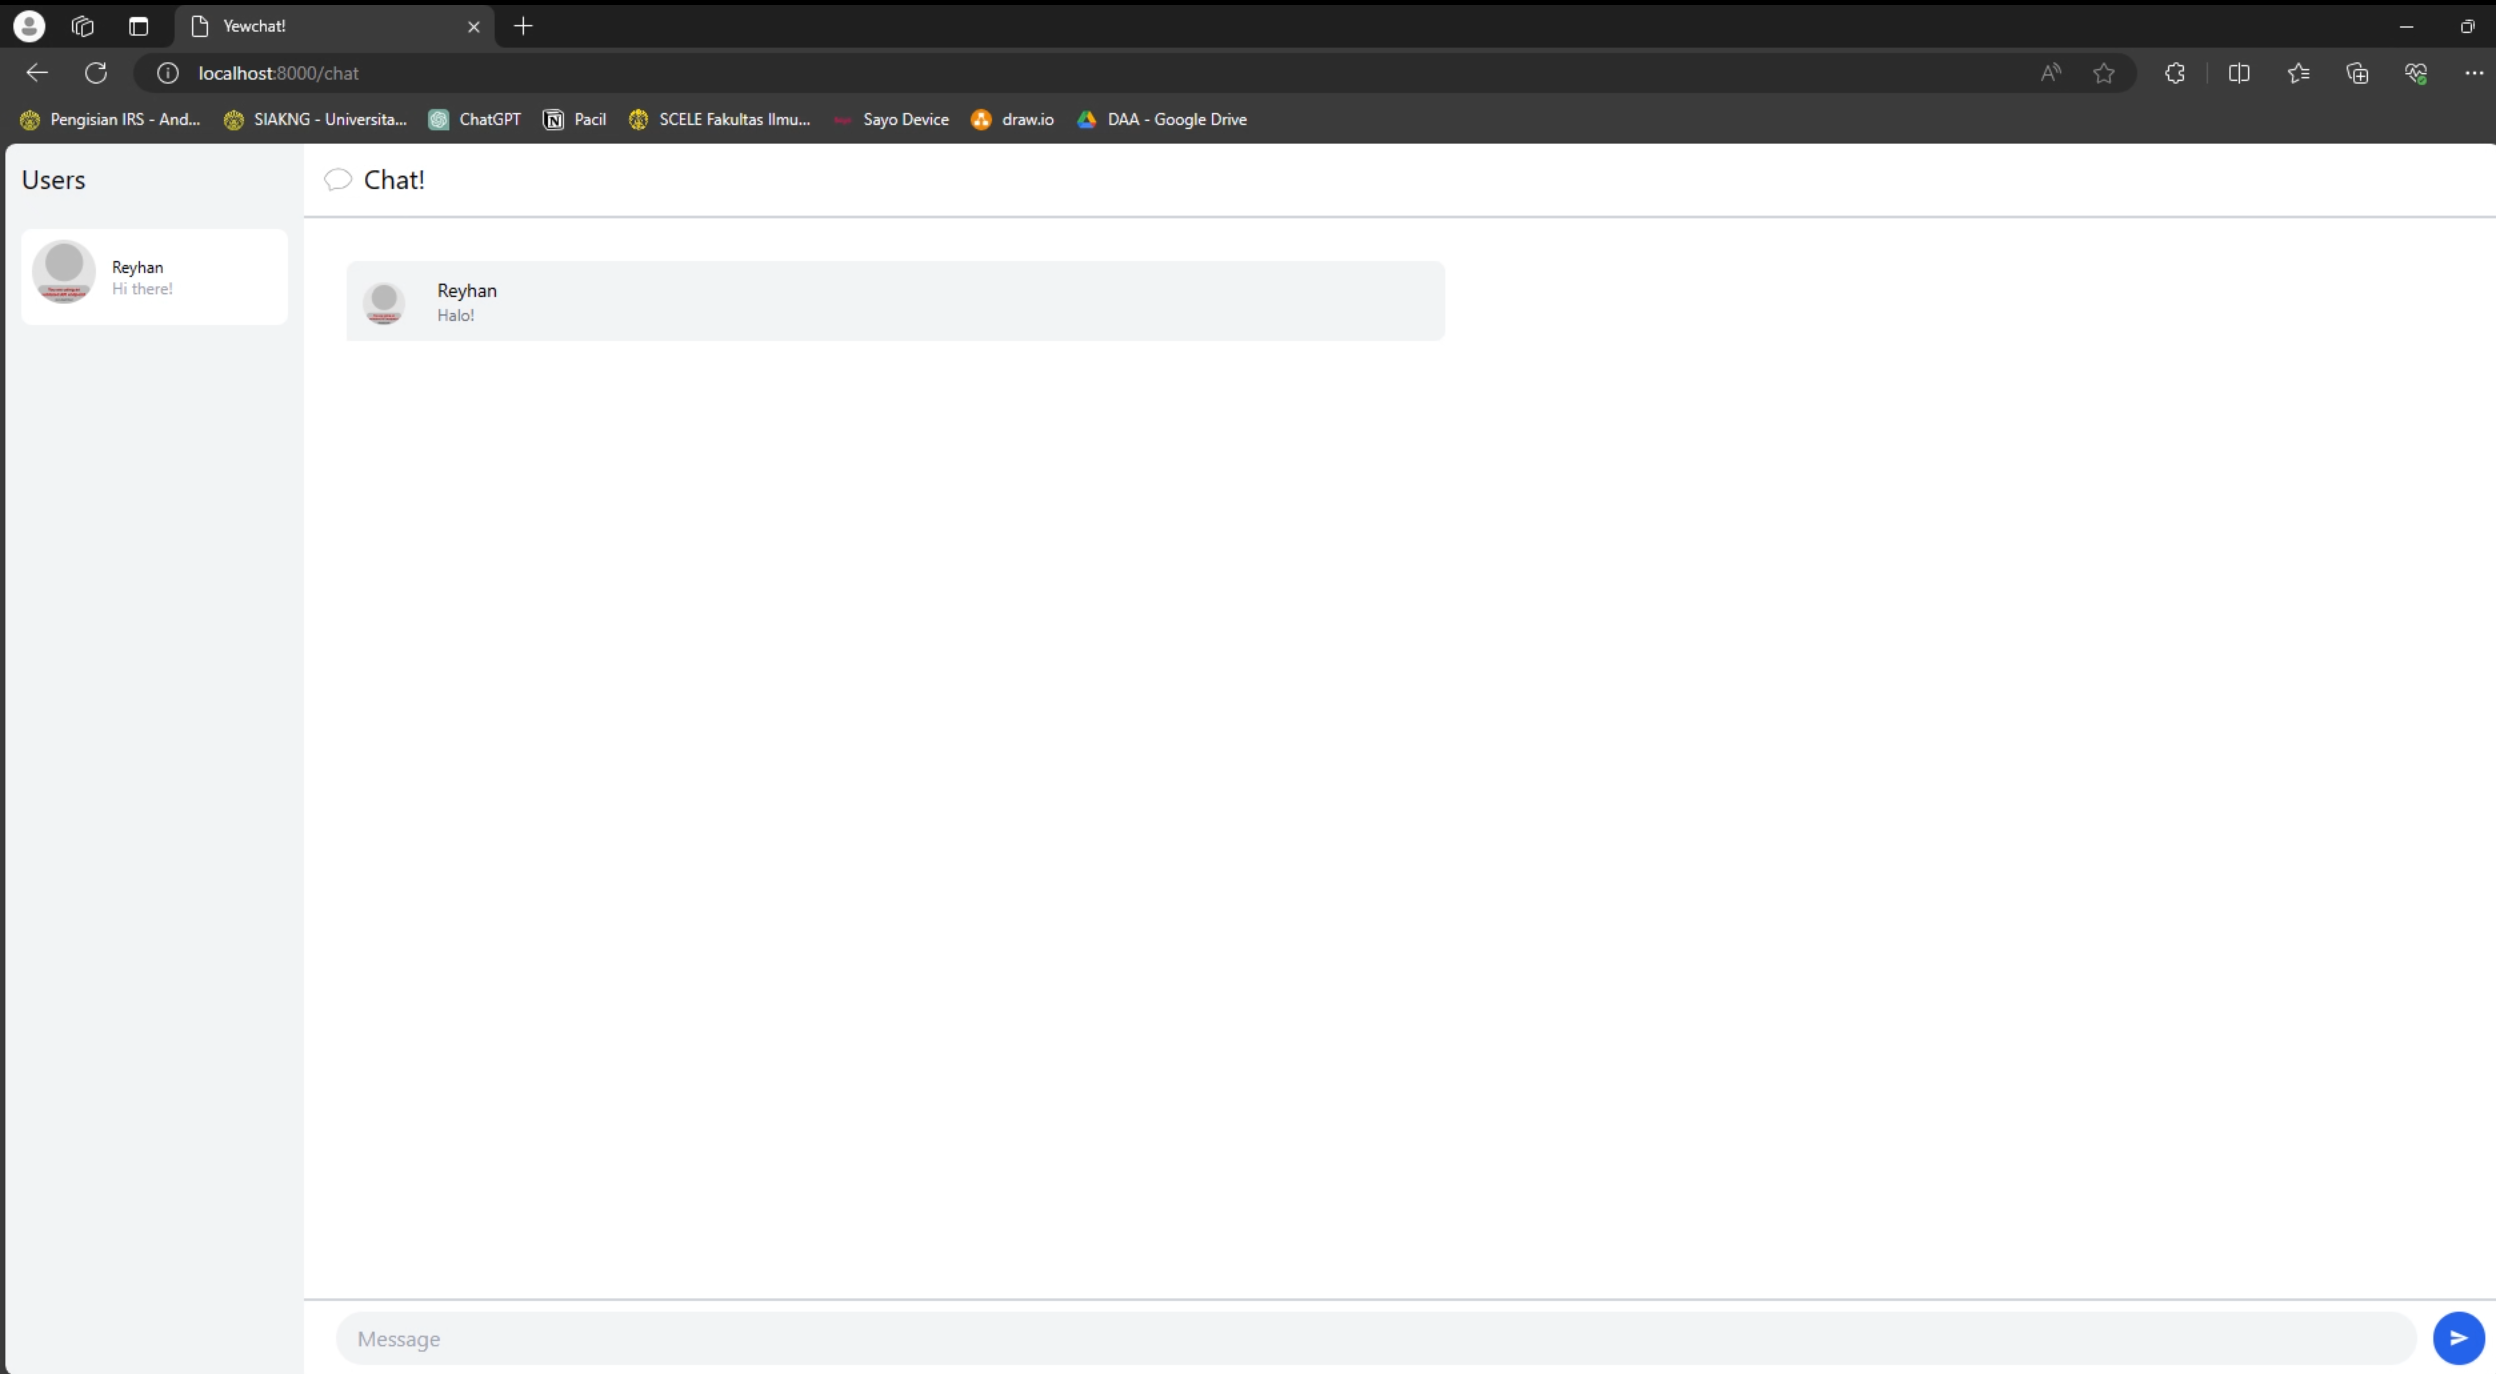 Yewchat!
localhost:8000/chat
Pengisian IRS - And... SIAKNG - Universita... ChatGPT Pacil SCELE Fakultas Ilmu... Sayo Device draw.io DAA - Google Drive
Users
Chat!
Reyhan
Hi there!
Reyhan
Halo!
Message